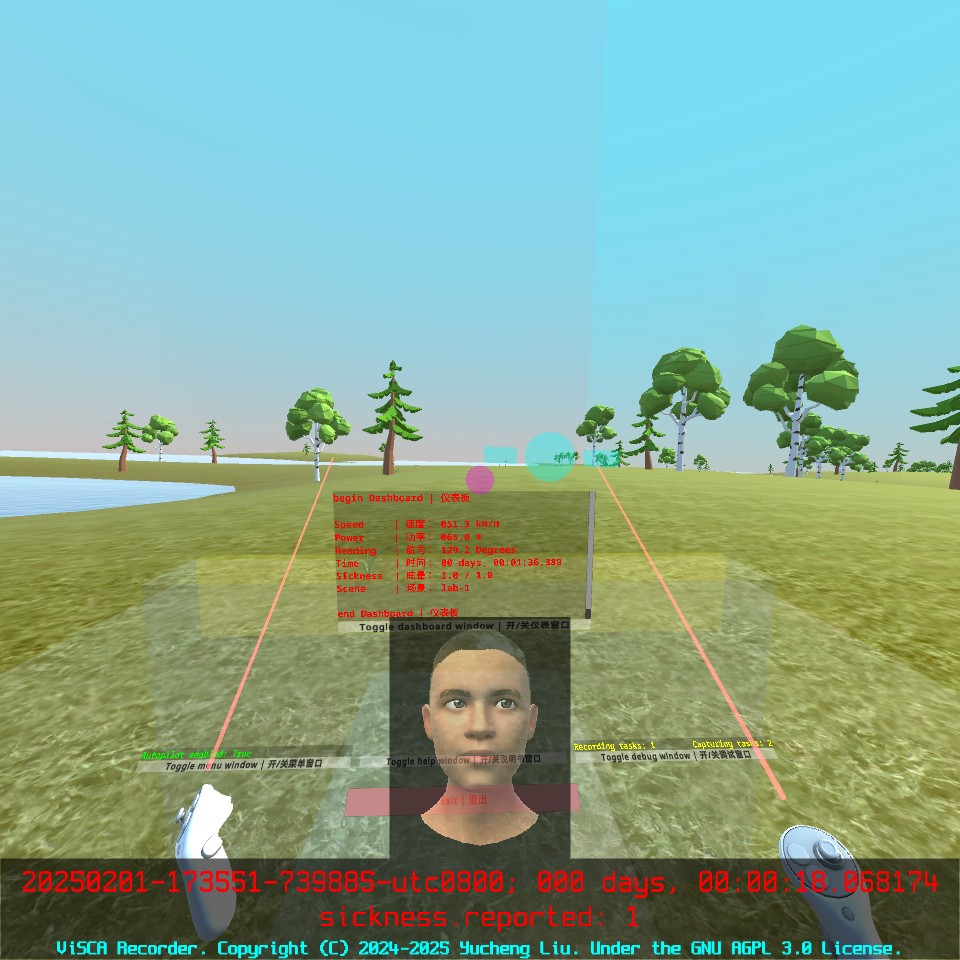 begin Dashboard | 仪表板
Speed | 速度: 051.3 kM/H
Power | 功率: 065.0 %
Heading | 航向: 129.2 Degrees
Time | 时间: 00 days, 00:01:36.389
Sickness | 眩晕: 1.0 / 1.0
Scene | 场景: lab-1
end Dashboard | 仪表板
Toggle dashboard window | 开/关仪表窗口
Autopilot enabled: True
Toggle menu window | 开/关菜单窗口
Toggle help window | 开/关说明书窗口
Recording tasks: 1 Capturing tasks: 2
Toggle debug window | 开/关调试窗口
Exit | 退出
20250201-173551-739885-utc0800; 000 days, 00:00:18.068174
sickness.reported: 1
ViSCA Recorder. Copyright (C) 2024-2025 Yucheng Liu. Under the GNU AGPL 3.0 License.